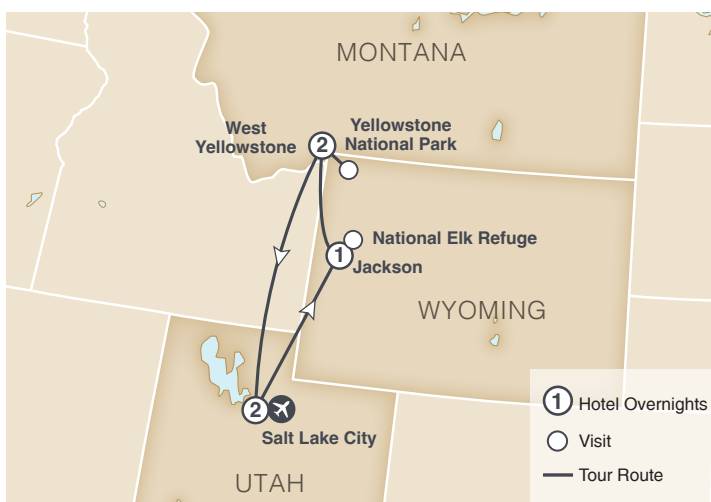 MONTANA
West
Yellowstone
2
Yellowstone
National Park
National Elk Refuge
1
Jackson
WYOMING
2
Salt Lake City
UTAH
1 Hotel Overnights
Visit
Tour Route